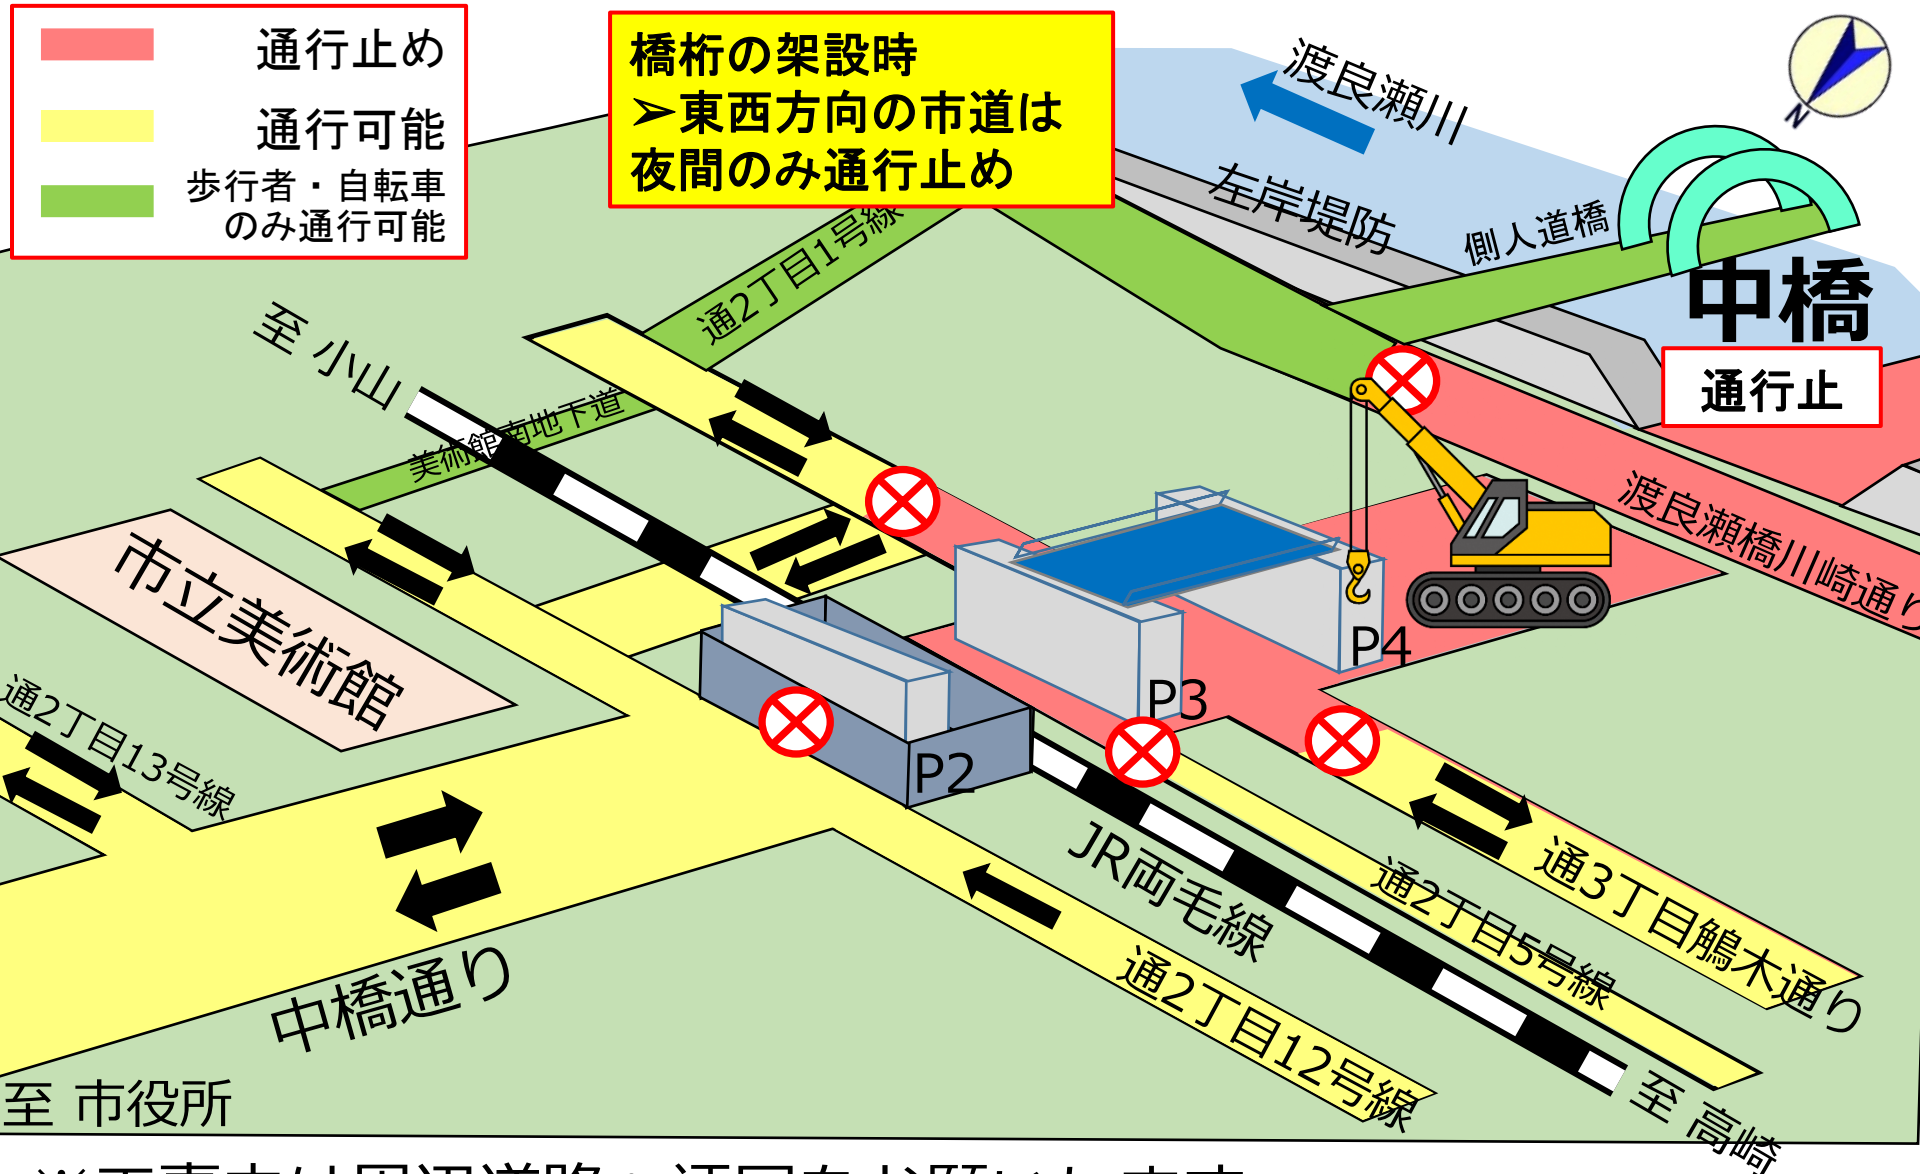 通行止め
通行可能
歩行者・自転車
のみ通行可能
橋桁の架設時
➢東西方向の市道は
夜間のみ通行止め
N
渡良瀬川
左岸堤防
側人道橋
中橋
通行止
通2丁目1号線
至 小山
美術館南地下道
市立美術館
渡良瀬橋川崎通り
P4
P3
P2
通2丁目13号線
JR両毛線
通2丁目5号線
通3丁目鵤木通り
中橋通り
通2丁目12号線
至 市役所
至 高崎